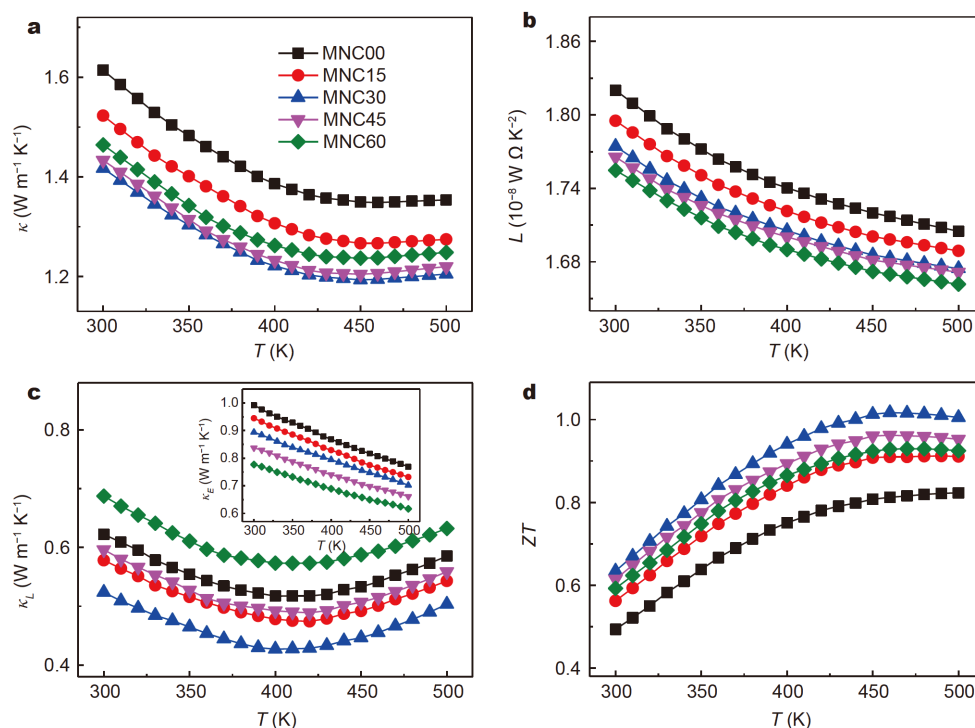 a
1.6
1.4
1.2
κ (W m⁻¹ K⁻¹)
MNC00
MNC15
MNC30
MNC45
MNC60
300 350 400 450 500
T (K)
b
1.86
1.80
1.74
1.68
L (10⁻⁸ W Ω K⁻²)
300 350 400 450 500
T (K)
c
0.8
0.6
0.4
κL (W m⁻¹ K⁻¹)
1.0
0.9
0.8
0.7
0.6
κE (W m⁻¹ K⁻¹)
300 350 400 450 500
T (K)
300 350 400 450 500
T (K)
d
1.0
0.8
0.6
0.4
ZT
300 350 400 450 500
T (K)